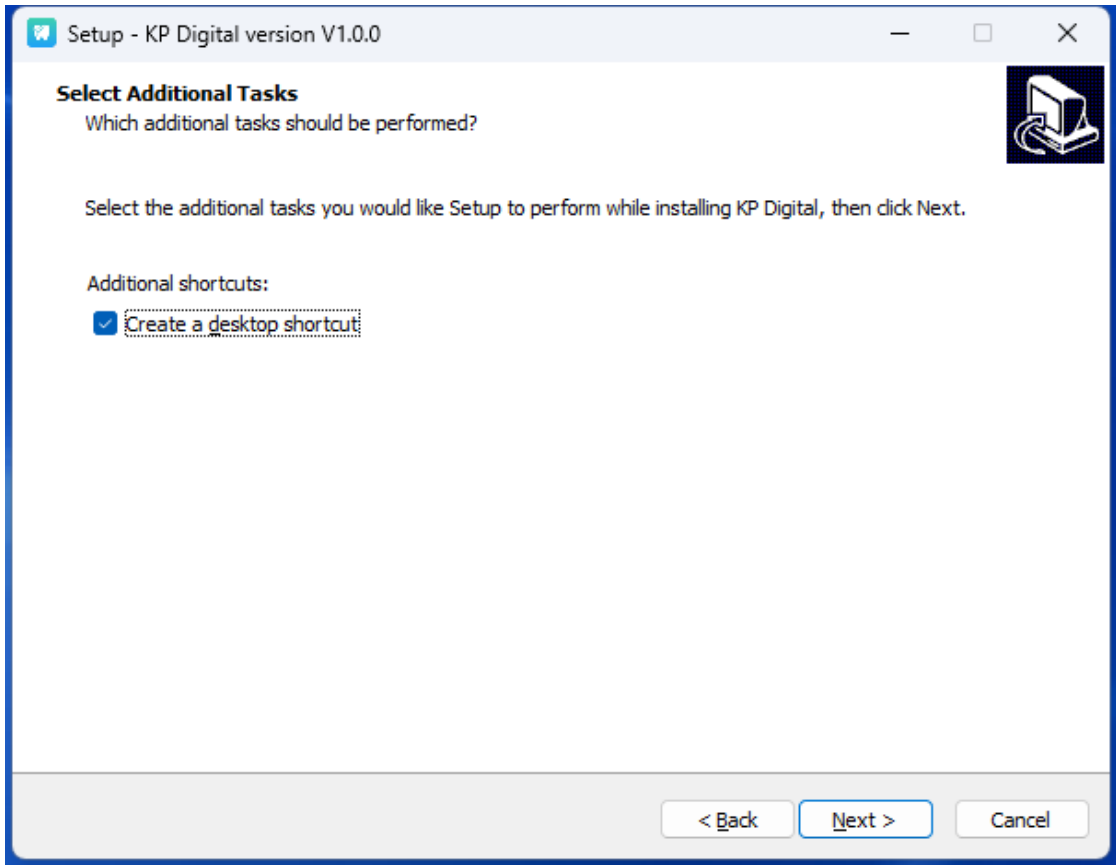 Setup - KP Digital version V1.0.0
Select Additional Tasks
Which additional tasks should be performed?
Select the additional tasks you would like Setup to perform while installing KP Digital, then click Next.
Additional shortcuts:
Create a desktop shortcut
< Back Next > Cancel